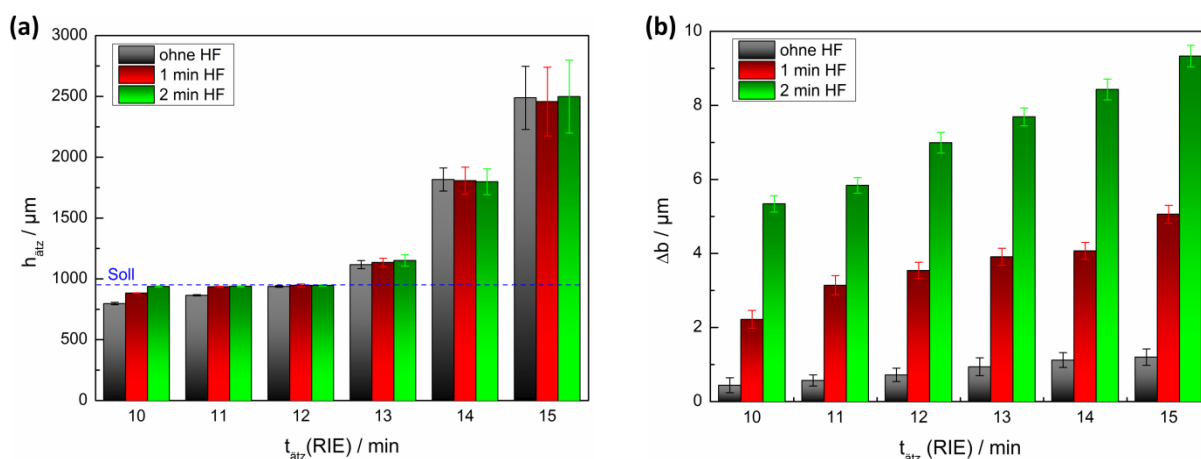 (a)
3000
2500
2000
1500
1000
500
0
h_ätz / µm
ohne HF
1 min HF
2 min HF
Soll
10 11 12 13 14 15
t_ätz(RIE) / min
(b)
10
8
6
4
2
0
Δb / µm
ohne HF
1 min HF
2 min HF
10 11 12 13 14 15
t_ätz(RIE) / min